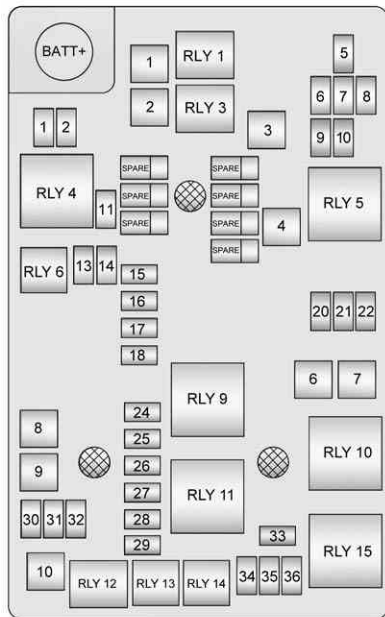 BATT+
1 RLY 1
5
2 RLY 3
6 7 8
1 2
3
9 10
RLY 4
SPARE SPARE
11
SPARE SPARE
RLY 5
SPARE SPARE
4
SPARE
RLY 6 13 14
15
16
20 21 22
17
18
6 7
RLY 9
24
8
25
RLY 10
9
26
27
RLY 11
30 31 32
28
33
29
RLY 15
10
RLY 12 RLY 13 RLY 14
34 35 36